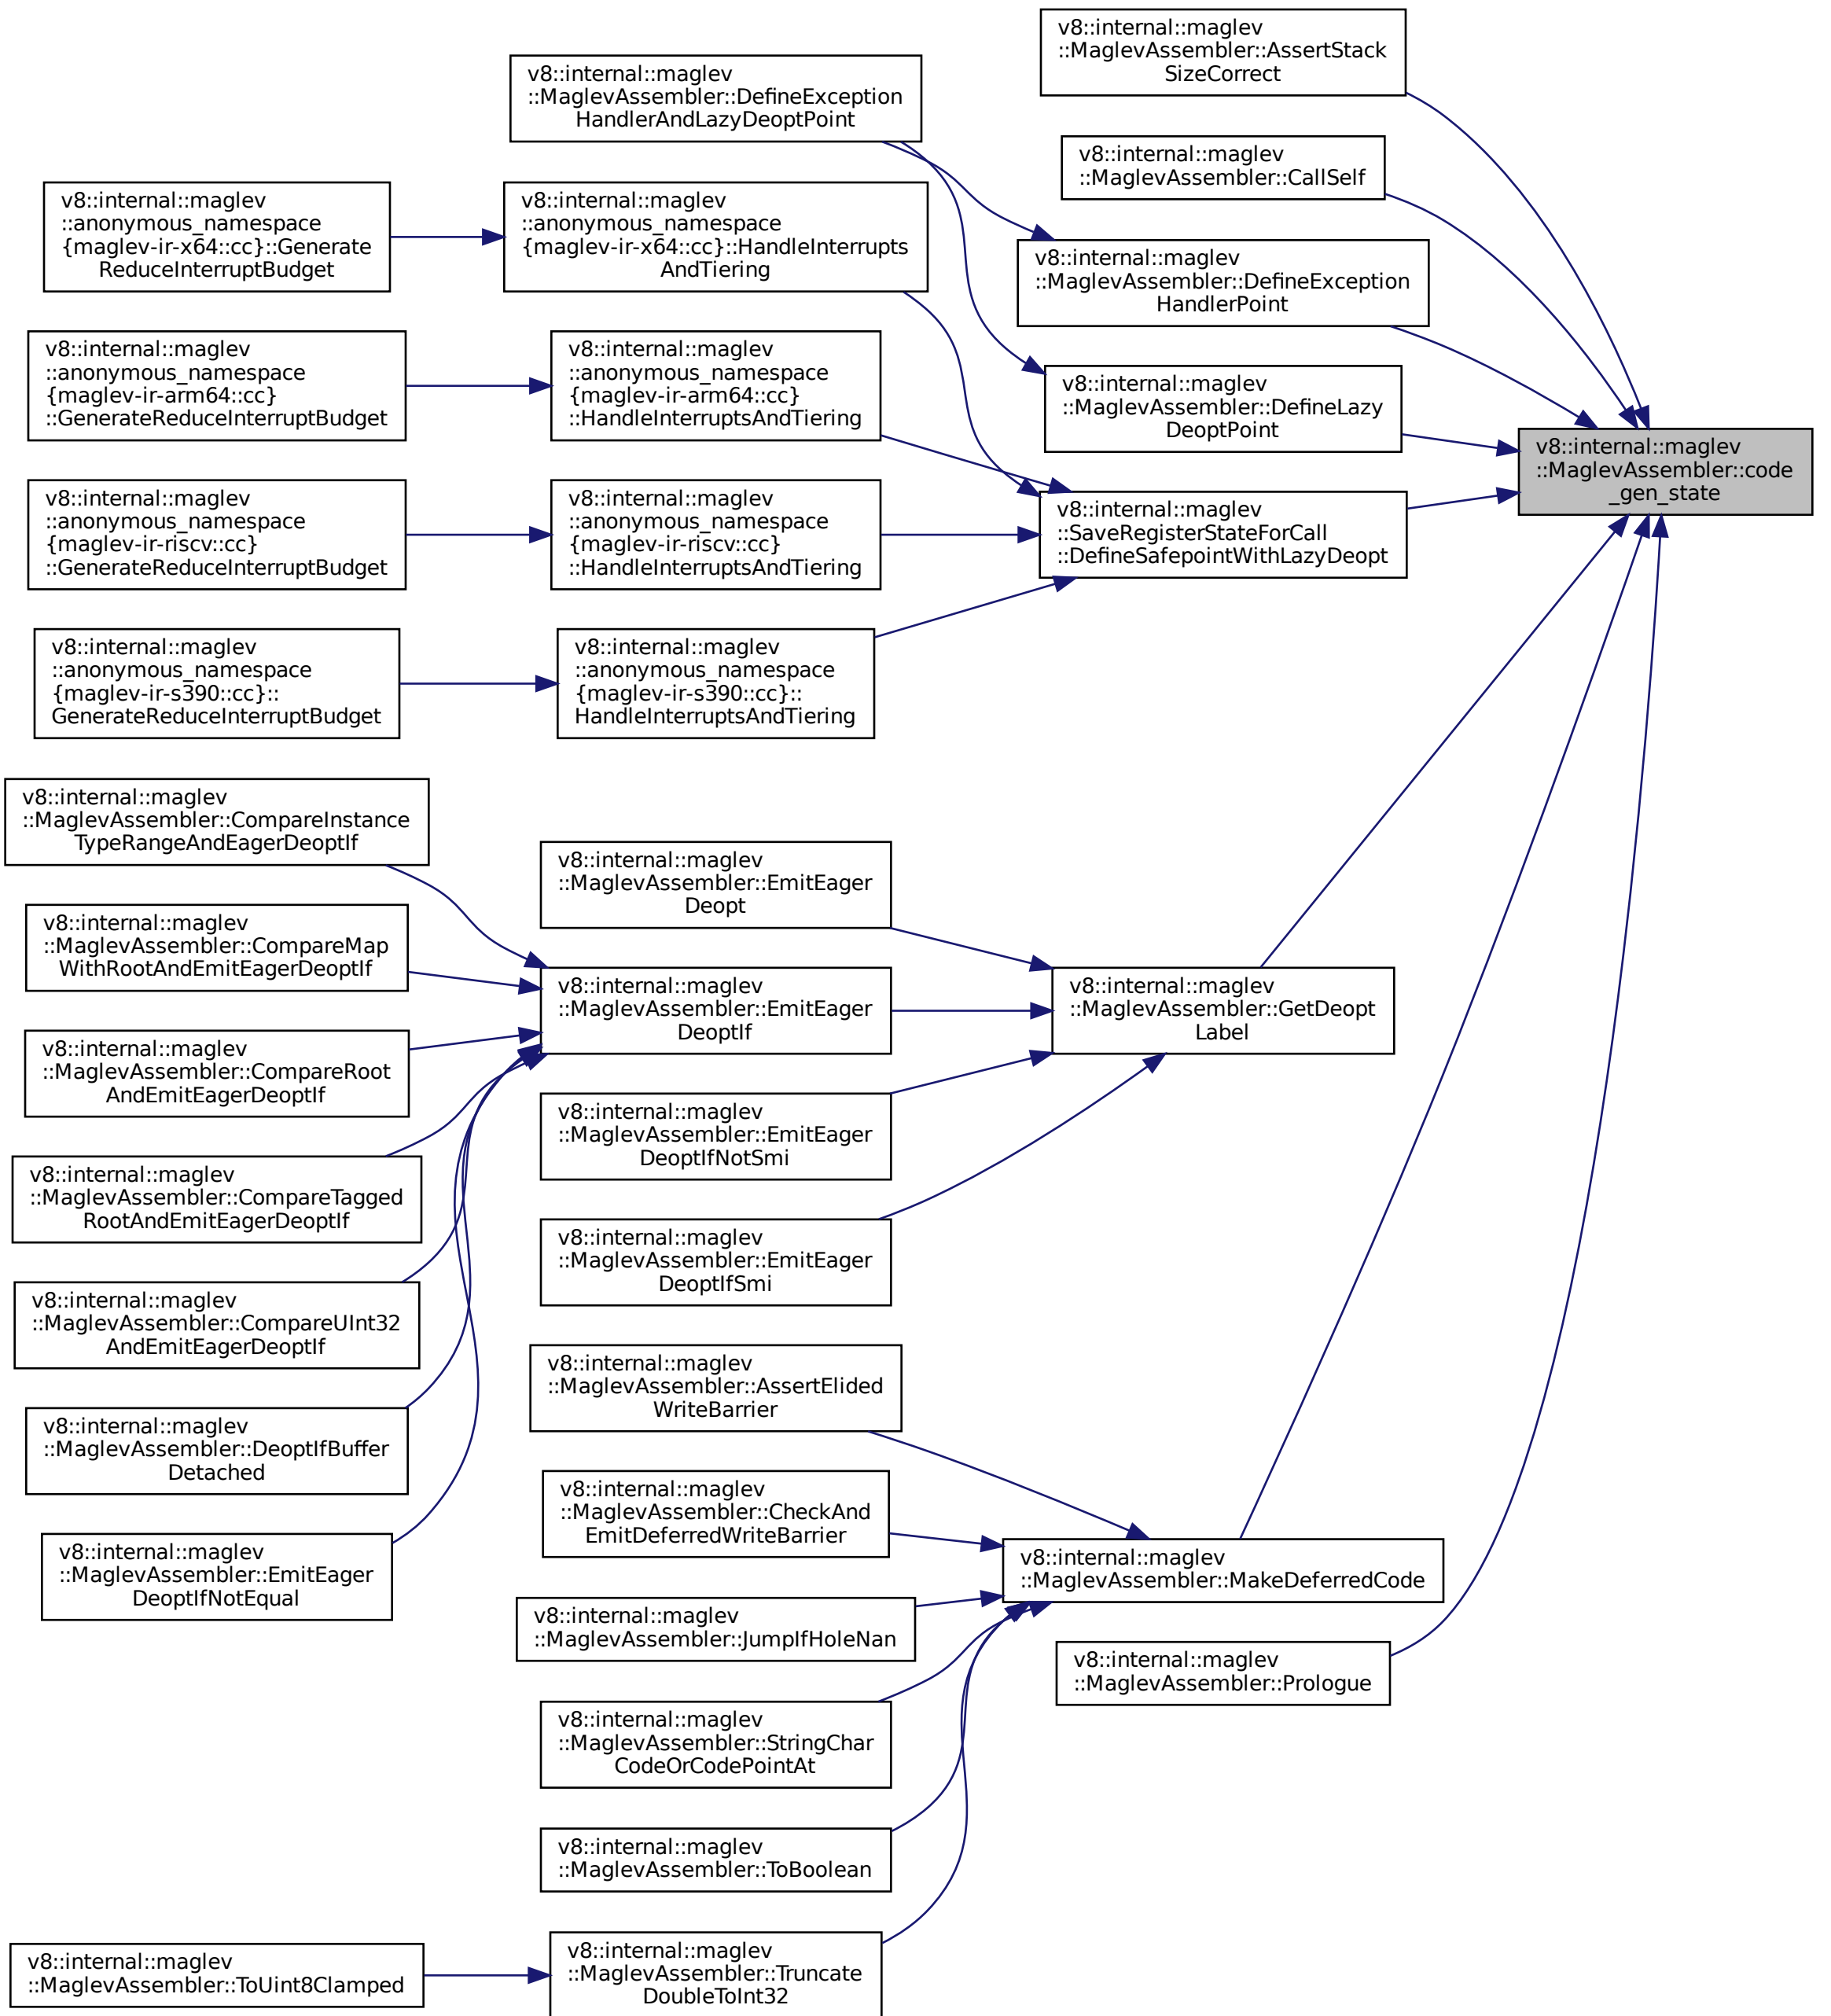 v8::internal::maglev
::MaglevAssembler::AssertStack
SizeCorrect
v8::internal::maglev
::MaglevAssembler::DefineException
HandlerAndLazyDeoptPoint
v8::internal::maglev
::MaglevAssembler::CallSelf
v8::internal::maglev
::anonymous_namespace
{maglev-ir-x64::cc}::Generate
ReduceInterruptBudget
v8::internal::maglev
::anonymous_namespace
{maglev-ir-x64::cc}::HandleInterrupts
AndTiering
v8::internal::maglev
::MaglevAssembler::DefineException
HandlerPoint
v8::internal::maglev
::anonymous_namespace
{maglev-ir-arm64::cc}
::GenerateReduceInterruptBudget
v8::internal::maglev
::anonymous_namespace
{maglev-ir-arm64::cc}
::HandleInterruptsAndTiering
v8::internal::maglev
::MaglevAssembler::DefineLazy
DeoptPoint
v8::internal::maglev
::MaglevAssembler::code
_gen_state
v8::internal::maglev
::anonymous_namespace
{maglev-ir-riscv::cc}
::GenerateReduceInterruptBudget
v8::internal::maglev
::anonymous_namespace
{maglev-ir-riscv::cc}
::HandleInterruptsAndTiering
v8::internal::maglev
::SaveRegisterStateForCall
::DefineSafepointWithLazyDeopt
v8::internal::maglev
::anonymous_namespace
{maglev-ir-s390::cc}::
GenerateReduceInterruptBudget
v8::internal::maglev
::anonymous_namespace
{maglev-ir-s390::cc}::
HandleInterruptsAndTiering
v8::internal::maglev
::MaglevAssembler::CompareInstance
TypeRangeAndEagerDeoptIf
v8::internal::maglev
::MaglevAssembler::EmitEager
Deopt
v8::internal::maglev
::MaglevAssembler::CompareMap
WithRootAndEmitEagerDeoptIf
v8::internal::maglev
::MaglevAssembler::EmitEager
DeoptIf
v8::internal::maglev
::MaglevAssembler::GetDeopt
Label
v8::internal::maglev
::MaglevAssembler::CompareRoot
AndEmitEagerDeoptIf
v8::internal::maglev
::MaglevAssembler::EmitEager
DeoptIfNotSmi
v8::internal::maglev
::MaglevAssembler::CompareTagged
RootAndEmitEagerDeoptIf
v8::internal::maglev
::MaglevAssembler::EmitEager
DeoptIfSmi
v8::internal::maglev
::MaglevAssembler::CompareUInt32
AndEmitEagerDeoptIf
v8::internal::maglev
::MaglevAssembler::AssertElided
WriteBarrier
v8::internal::maglev
::MaglevAssembler::DeoptIfBuffer
Detached
v8::internal::maglev
::MaglevAssembler::CheckAnd
EmitDeferredWriteBarrier
v8::internal::maglev
::MaglevAssembler::EmitEager
DeoptIfNotEqual
v8::internal::maglev
::MaglevAssembler::MakeDeferredCode
v8::internal::maglev
::MaglevAssembler::JumpIfHoleNan
v8::internal::maglev
::MaglevAssembler::Prologue
v8::internal::maglev
::MaglevAssembler::StringChar
CodeOrCodePointAt
v8::internal::maglev
::MaglevAssembler::ToBoolean
v8::internal::maglev
::MaglevAssembler::ToUint8Clamped
v8::internal::maglev
::MaglevAssembler::Truncate
DoubleToInt32